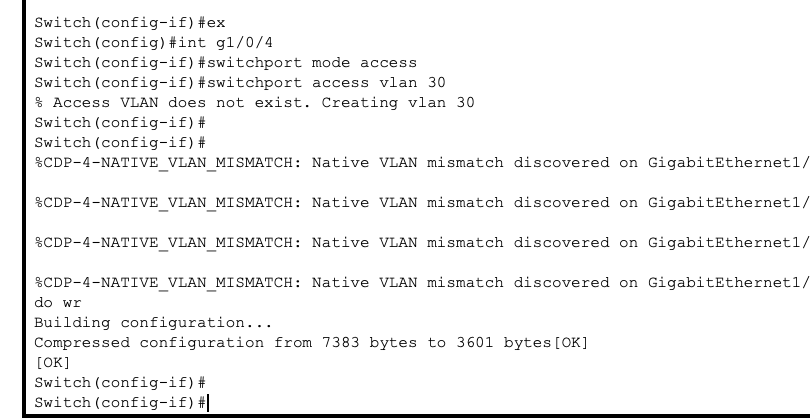 Switch(config-if)#ex
Switch(config)#int g1/0/4
Switch(config-if)#switchport mode access
Switch(config-if)#switchport access vlan 30
% Access VLAN does not exist. Creating vlan 30
Switch(config-if)#
Switch(config-if)#
%CDP-4-NATIVE_VLAN_MISMATCH: Native VLAN mismatch discovered on GigabitEthernet1/
%CDP-4-NATIVE_VLAN_MISMATCH: Native VLAN mismatch discovered on GigabitEthernet1/
%CDP-4-NATIVE_VLAN_MISMATCH: Native VLAN mismatch discovered on GigabitEthernet1/
%CDP-4-NATIVE_VLAN_MISMATCH: Native VLAN mismatch discovered on GigabitEthernet1/
do wr
Building configuration...
Compressed configuration from 7383 bytes to 3601 bytes[OK]
[OK]
Switch(config-if)#
Switch(config-if)#